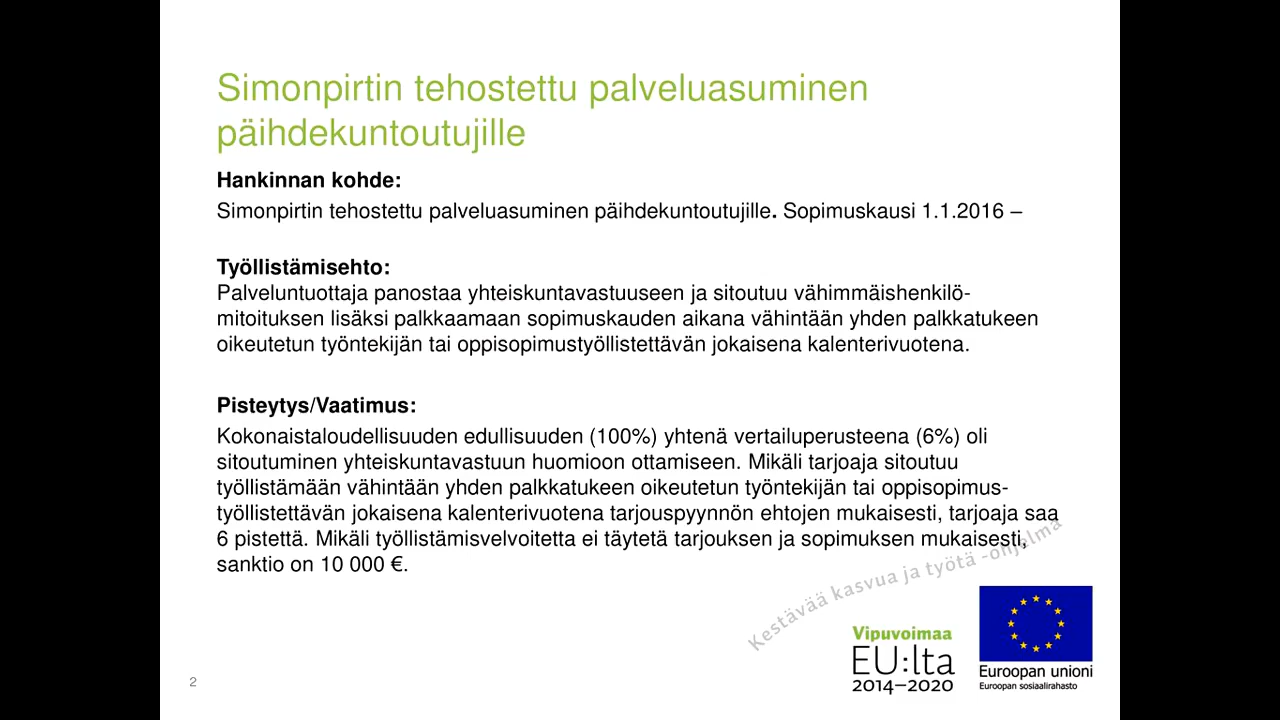 Simonpirtin tehostettu palveluasuminen
päihdekuntoutujille
Hankinnan kohde:
Simonpirtin tehostettu palveluasuminen päihdekuntoutujille. Sopimuskausi 1.1.2016 –
Työllistämisehto:
Palveluntuottaja panostaa yhteiskuntavastuuseen ja sitoutuu vähimmäishenkilö-
mitoituksen lisäksi palkkaamaan sopimuskauden aikana vähintään yhden palkkatukeen
oikeutetun työntekijän tai oppisopimustyöllistettävän jokaisena kalenterivuotena.
Pisteytys/Vaatimus:
Kokonaistaloudellisuuden edullisuuden (100%) yhtenä vertailuperusteena (6%) oli
sitoutuminen yhteiskuntavastuun huomioon ottamiseen. Mikäli tarjoaja sitoutuu
työllistämään vähintään yhden palkkatukeen oikeutetun työntekijän tai oppisopimus-
työllistettävän jokaisena kalenterivuotena tarjouspyynnön ehtojen mukaisesti, tarjoaja saa
6 pistettä. Mikäli työllistämisvelvoitetta ei täytetä tarjouksen ja sopimuksen mukaisesti,
sanktio on 10 000 €.
Kestävää kasvua ja työtä -ohjelma
Vipuvoimaa
EU:lta
2014–2020
Euroopan unioni
Euroopan sosiaalirahasto
2